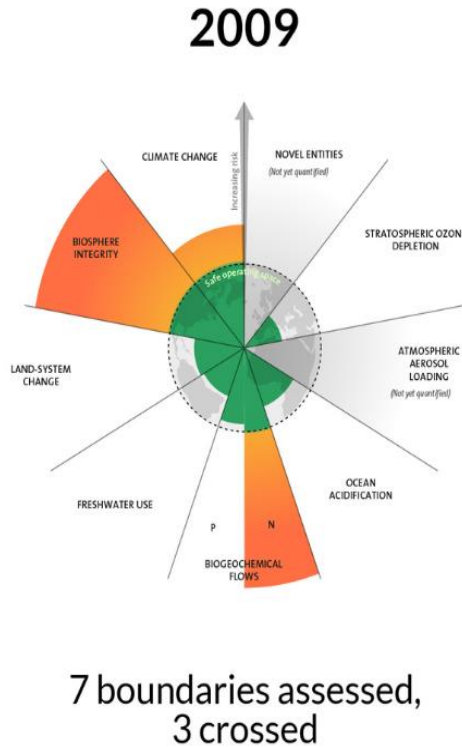 2009
CLIMATE CHANGE
Increasing risk
NOVEL ENTITIES
(Not yet quantified)
STRATOSPHERIC OZON
DEPLETION
BIOSPHERE
INTEGRITY
Safe operating space
ATMOSPHERIC
AEROSOL
LOADING
(Not yet quantified)
LAND-SYSTEM
CHANGE
OCEAN
ACIDIFICATION
FRESHWATER USE
P
N
BIOGEOCHEMICAL
FLOWS
7 boundaries assessed,
3 crossed